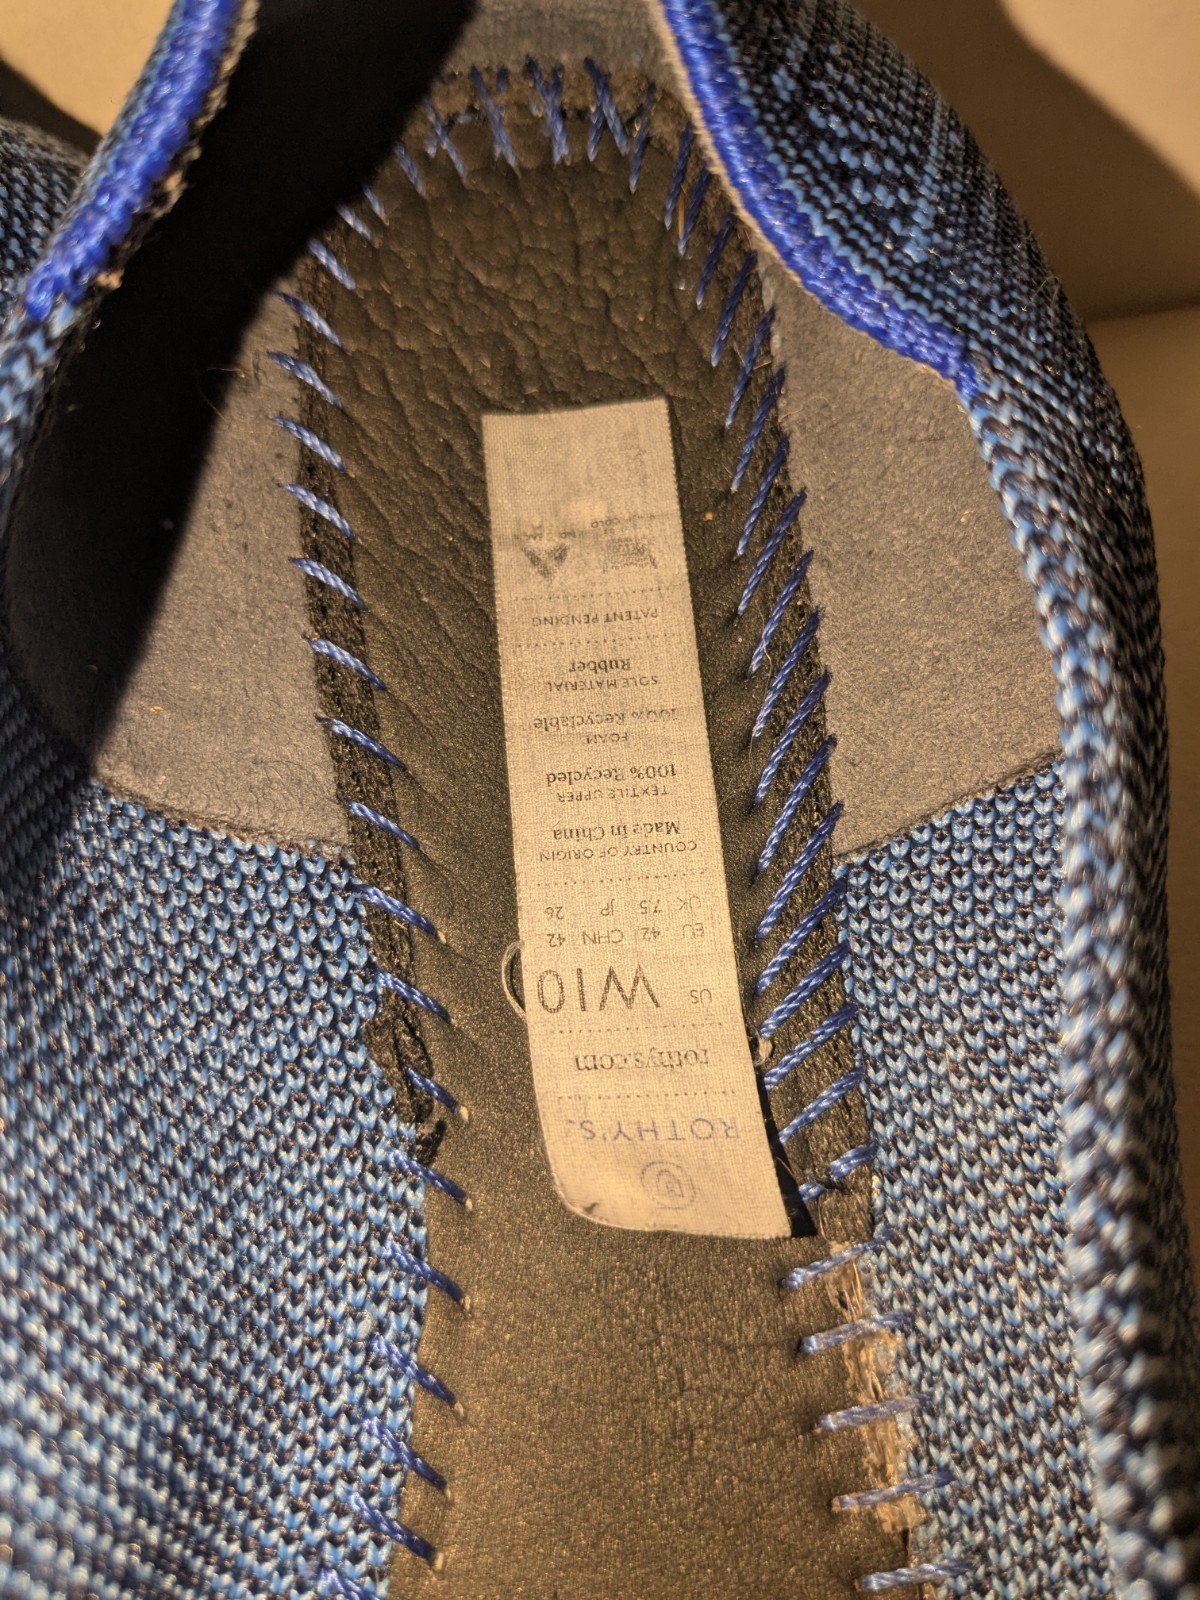 ROTHY'S.
rothys.com
US W10
EU 42 CHN 42
UK 7.5 JP 26
COUNTRY OF ORIGIN
Made in China
TEXTILE UPPER
100% Recycled
FOAM
100% Recyclable
SOLE MATERIAL
Rubber
PATENT PENDING